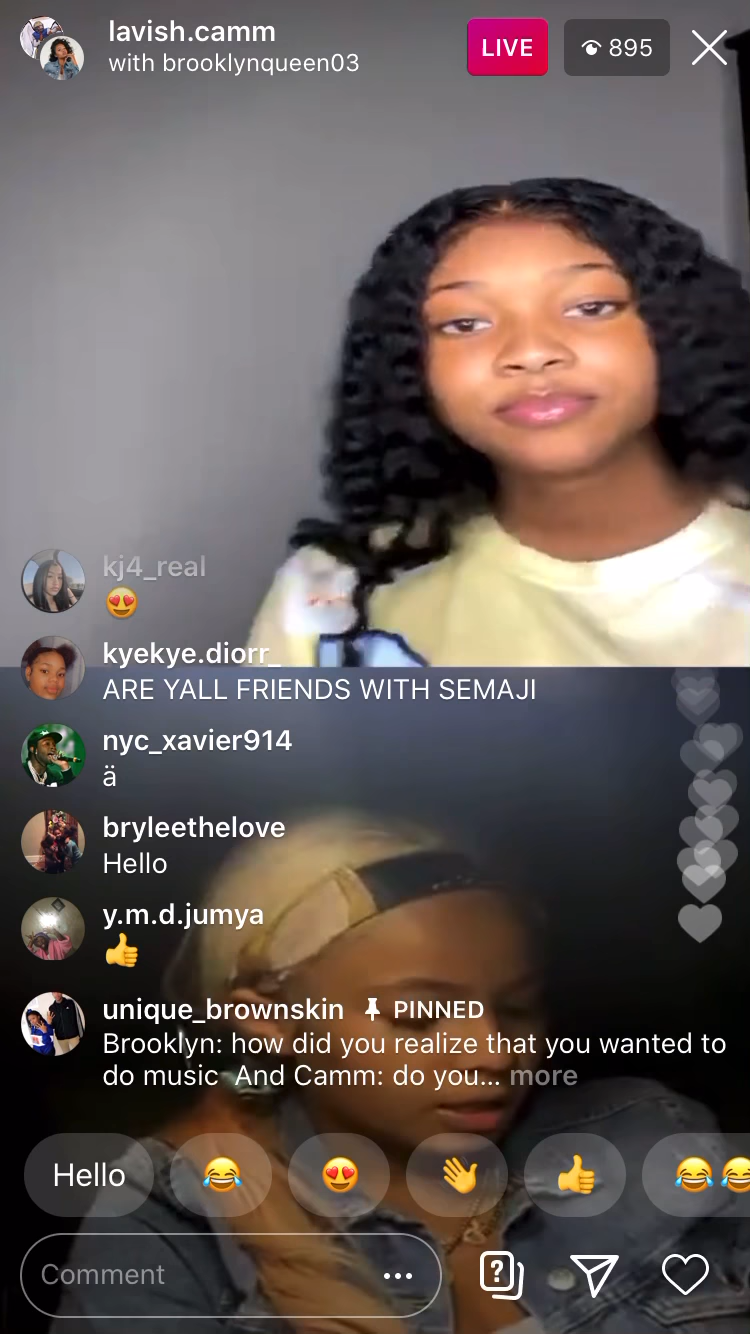 lavish.camm
with brooklynqueen03
LIVE
895
kj4_real
😍
kyekye.diorr_
ARE YALL FRIENDS WITH SEMAJI
nyc_xavier914
ä
bryleethelove
Hello
y.m.d.jumya
👍
unique_brownskin PINNED
Brooklyn: how did you realize that you wanted to
do music And Camm: do you... more
Hello 😂 😍 👋 👍 😂😂
Comment